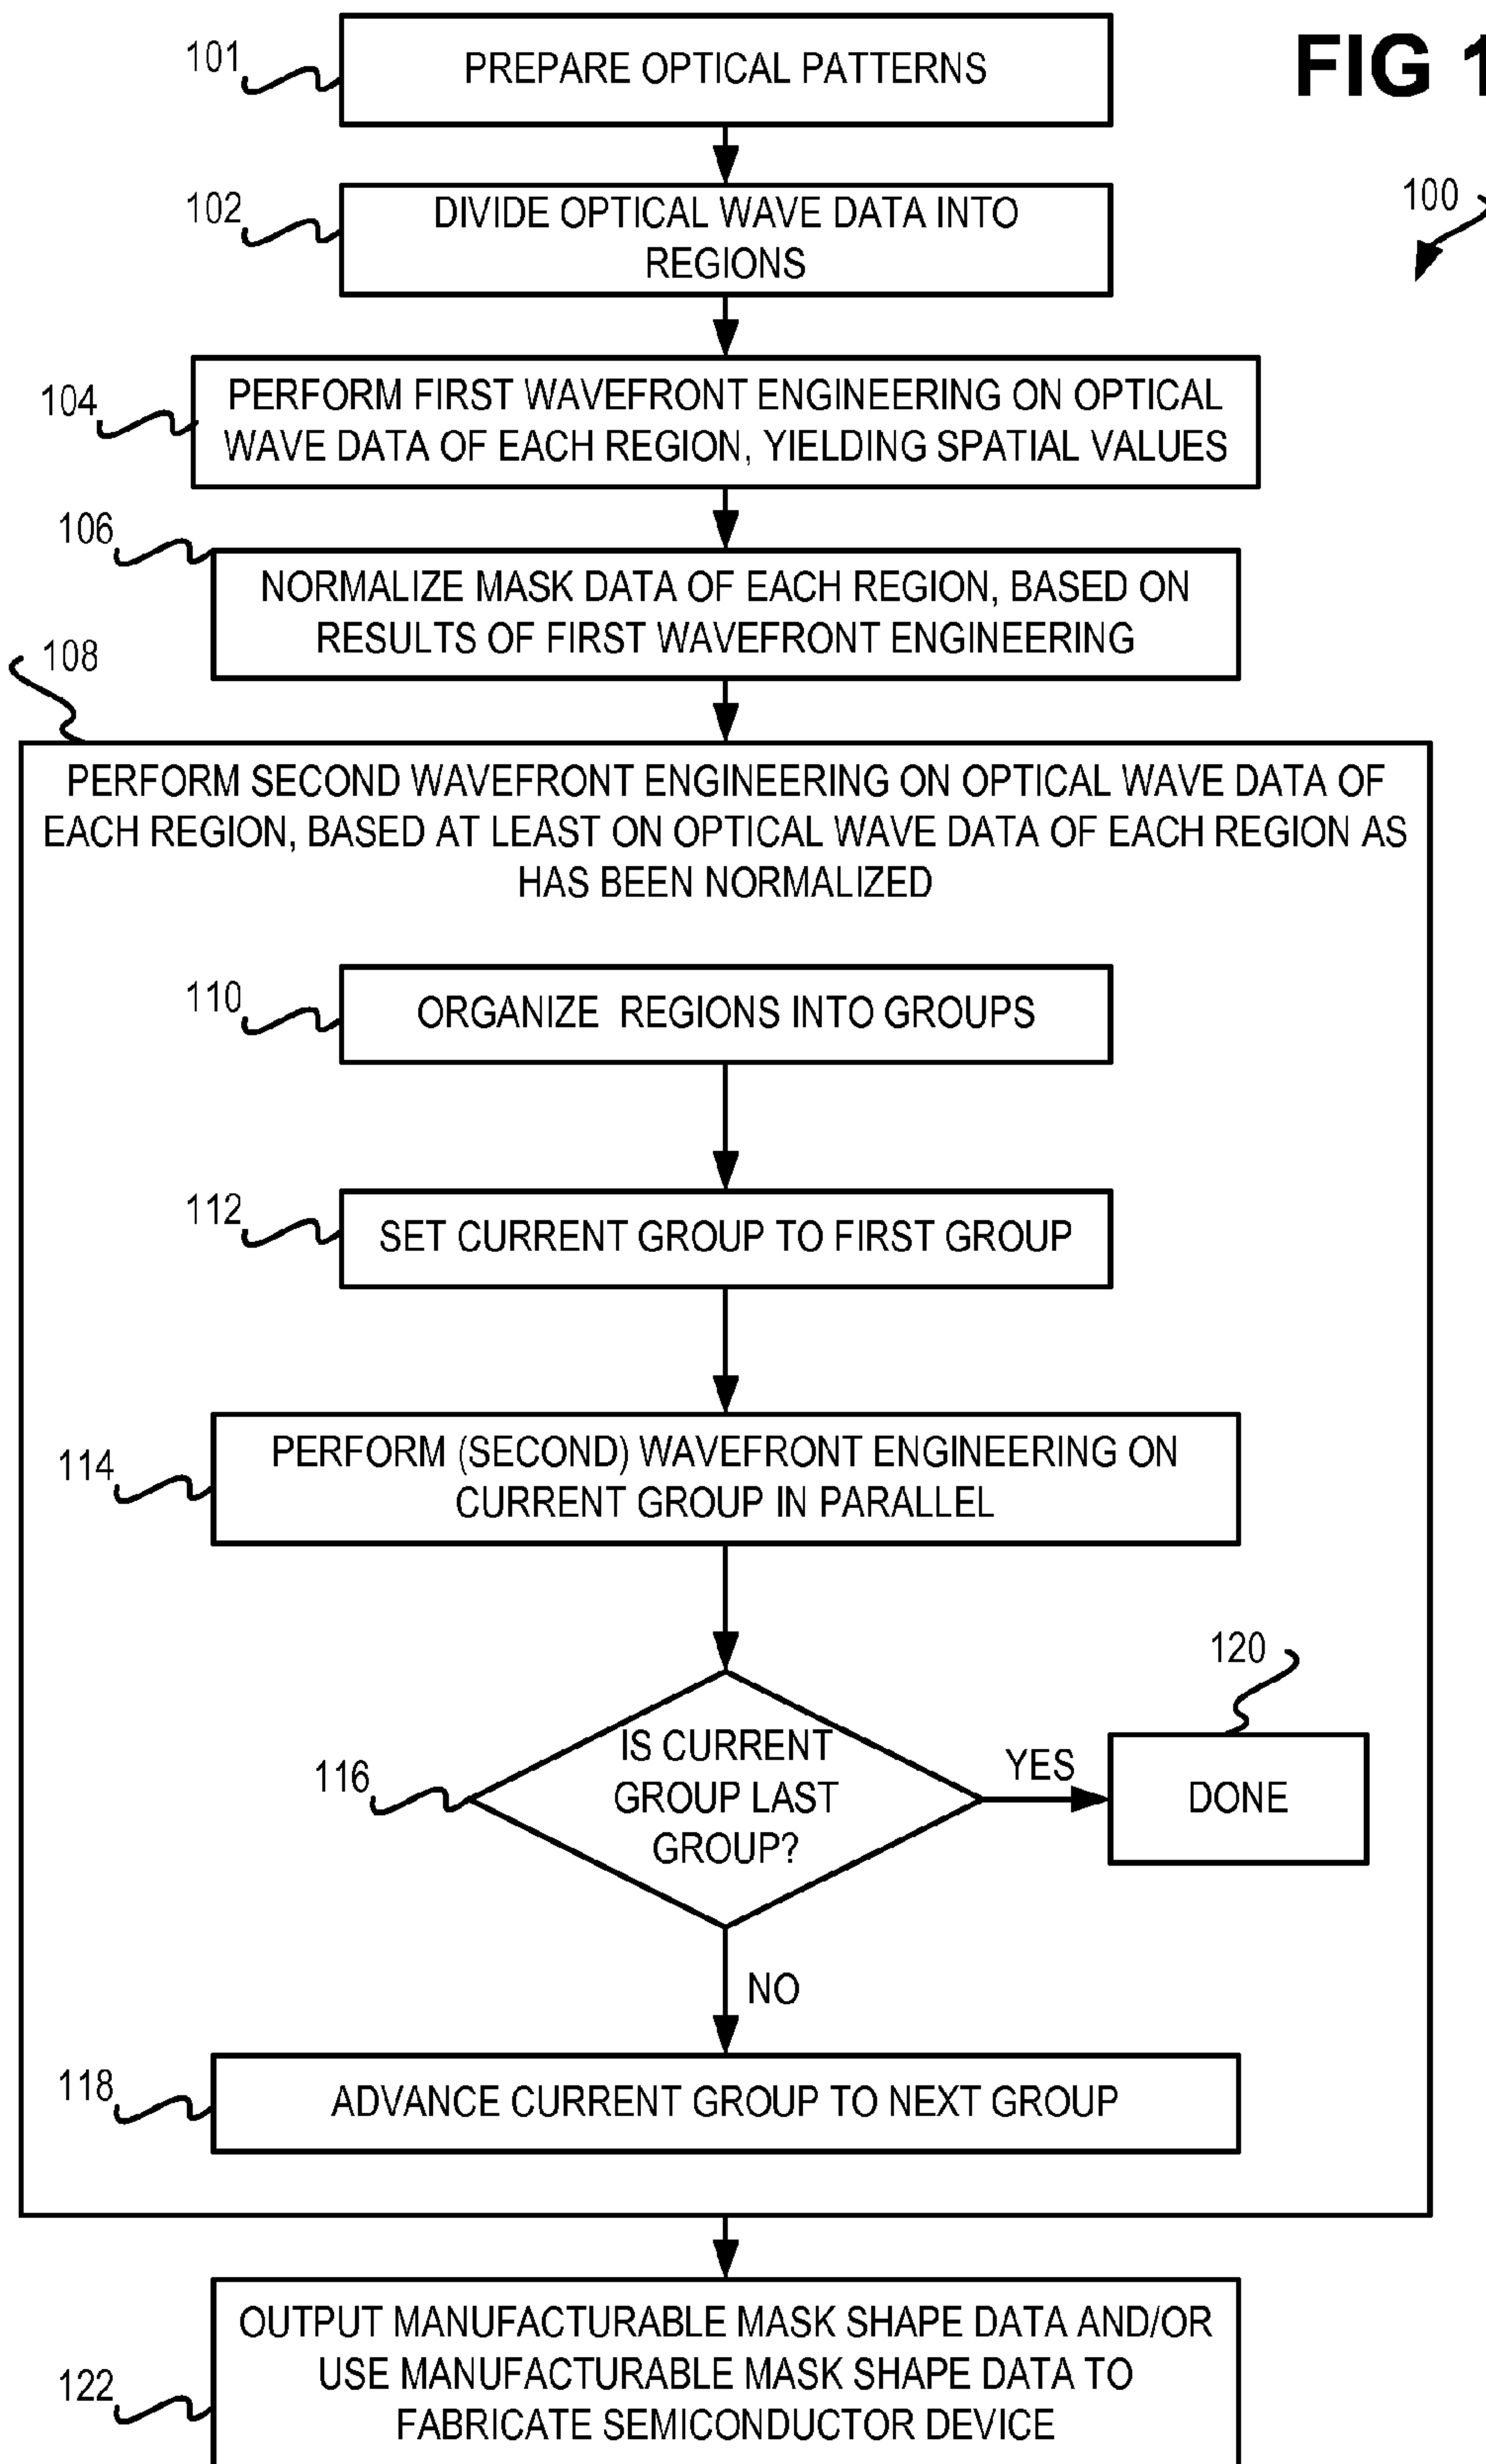 FIG 1
100
101
PREPARE OPTICAL PATTERNS
102
DIVIDE OPTICAL WAVE DATA INTO
REGIONS
104
PERFORM FIRST WAVEFRONT ENGINEERING ON OPTICAL
WAVE DATA OF EACH REGION, YIELDING SPATIAL VALUES
106
NORMALIZE MASK DATA OF EACH REGION, BASED ON
RESULTS OF FIRST WAVEFRONT ENGINEERING
108
PERFORM SECOND WAVEFRONT ENGINEERING ON OPTICAL WAVE DATA OF
EACH REGION, BASED AT LEAST ON OPTICAL WAVE DATA OF EACH REGION AS
HAS BEEN NORMALIZED
110
ORGANIZE REGIONS INTO GROUPS
112
SET CURRENT GROUP TO FIRST GROUP
114
PERFORM (SECOND) WAVEFRONT ENGINEERING ON
CURRENT GROUP IN PARALLEL
116
IS CURRENT
GROUP LAST
GROUP?
YES
120
DONE
NO
118
ADVANCE CURRENT GROUP TO NEXT GROUP
122
OUTPUT MANUFACTURABLE MASK SHAPE DATA AND/OR
USE MANUFACTURABLE MASK SHAPE DATA TO
FABRICATE SEMICONDUCTOR DEVICE